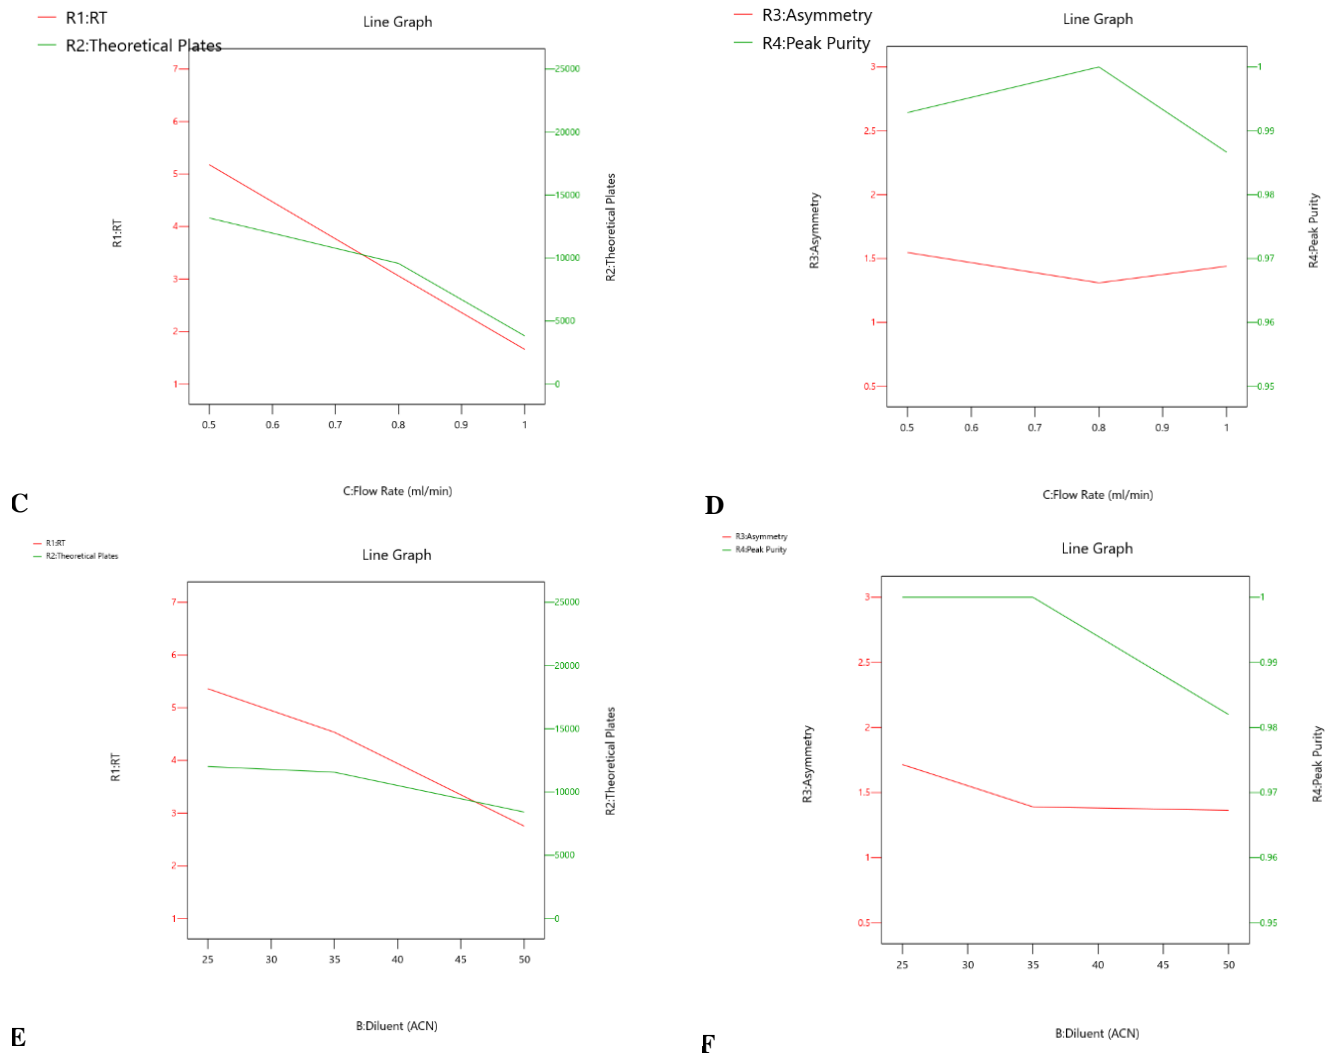 R1:RT
R2:Theoretical Plates
Line Graph
7
6
5
4
3
2
1
25000
20000
15000
10000
5000
0
R1:RT
R2:Theoretical Plates
0.5 0.6 0.7 0.8 0.9 1
C:Flow Rate (ml/min)
C
R3:Asymmetry
R4:Peak Purity
Line Graph
3
2.5
2
1.5
1
0.5
1
0.99
0.98
0.97
0.96
0.95
R3:Asymmetry
R4:Peak Purity
0.5 0.6 0.7 0.8 0.9 1
C:Flow Rate (ml/min)
D
R1:RT
R2:Theoretical Plates
Line Graph
7
6
5
4
3
2
1
25000
20000
15000
10000
5000
0
R1:RT
R2:Theoretical Plates
25 30 35 40 45 50
B:Diluent (ACN)
E
R3:Asymmetry
R4:Peak Purity
Line Graph
3
2.5
2
1.5
1
0.5
1
0.99
0.98
0.97
0.96
0.95
R3:Asymmetry
R4:Peak Purity
25 30 35 40 45 50
B:Diluent (ACN)
F